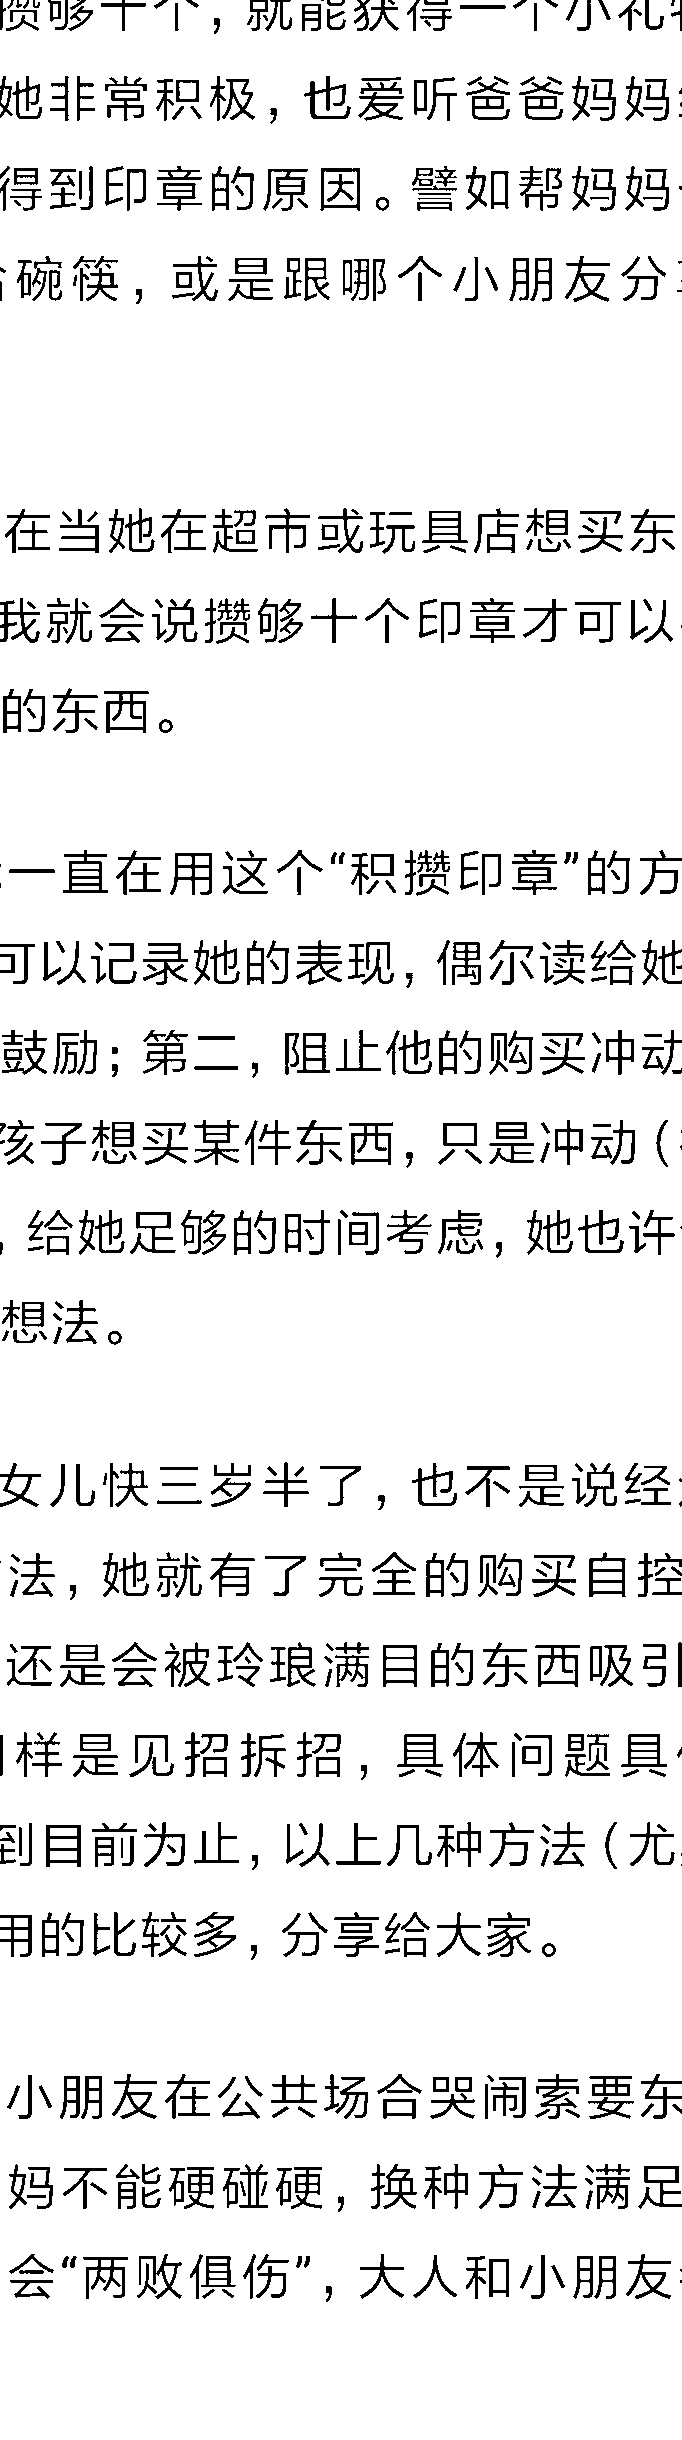 攒够十个，就能获得一个小礼
她非常积极，也爱听爸爸妈妈
得到印章的原因。譬如帮妈妈
碗筷，或是跟哪个小朋友分
在当她在超市或玩具店想买东
我就会说攒够十个印章才可以
的东西。
一直在用这个“积攒印章”的方
可以记录她的表现，偶尔读给她
鼓励；第二，阻止他的购买冲动
孩子想买某件东西，只是冲动（
，给她足够的时间考虑，她也许
想法。
女儿快三岁半了，也不是说经
法，她就有了完全的购买自控
还是会被玲琅满目的东西吸引
样是见招拆招，具体问题具
到目前为止，以上几种方法（尤
用的比较多，分享给大家。
小朋友在公共场合哭闹索要东
妈不能硬碰硬，换种方法满足
会“两败俱伤”，大人和小朋友